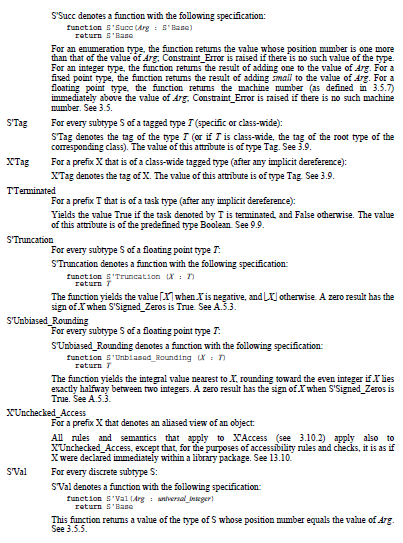 S'Succ denotes a function with the following specification:
function S'Succ(Arg : S'Base)
return S'Base
For an enumeration type, the function returns the value whose position number is one more
than that of the value of Arg; Constraint_Error is raised if there is no such value of the type.
For an integer type, the function returns the result of adding one to the value of Arg. For a
fixed point type, the function returns the result of adding small to the value of Arg. For a
floating point type, the function returns the machine number (as defined in 3.5.7)
immediately above the value of Arg; Constraint_Error is raised if there is no such machine
number. See 3.5.
S'Tag For every subtype S of a tagged type T (specific or class-wide):
S'Tag denotes the tag of the type T (or if T is class-wide, the tag of the root type of the
corresponding class). The value of this attribute is of type Tag. See 3.9.
X'Tag For a prefix X that is of a class-wide tagged type (after any implicit dereference):
X'Tag denotes the tag of X. The value of this attribute is of type Tag. See 3.9.
T'Terminated
For a prefix T that is of a task type (after any implicit dereference):
Yields the value True if the task denoted by T is terminated, and False otherwise. The value
of this attribute is of the predefined type Boolean. See 9.9.
S'Truncation
For every subtype S of a floating point type T:
S'Truncation denotes a function with the following specification:
function S'Truncation (X : T)
return T
The function yields the value ⌈X⌉ when X is negative, and ⌊X⌋ otherwise. A zero result has the
sign of X when S'Signed_Zeros is True. See A.5.3.
S'Unbiased_Rounding
For every subtype S of a floating point type T:
S'Unbiased_Rounding denotes a function with the following specification:
function S'Unbiased_Rounding (X : T)
return T
The function yields the integral value nearest to X, rounding toward the even integer if X lies
exactly halfway between two integers. A zero result has the sign of X when S'Signed_Zeros is
True. See A.5.3.
X'Unchecked_Access
For a prefix X that denotes an aliased view of an object:
All rules and semantics that apply to X'Access (see 3.10.2) apply also to
X'Unchecked_Access, except that, for the purposes of accessibility rules and checks, it is as if
X were declared immediately within a library package. See 13.10.
S'Val For every discrete subtype S:
S'Val denotes a function with the following specification:
function S'Val(Arg : universal_integer)
return S'Base
This function returns a value of the type of S whose position number equals the value of Arg.
See 3.5.5.